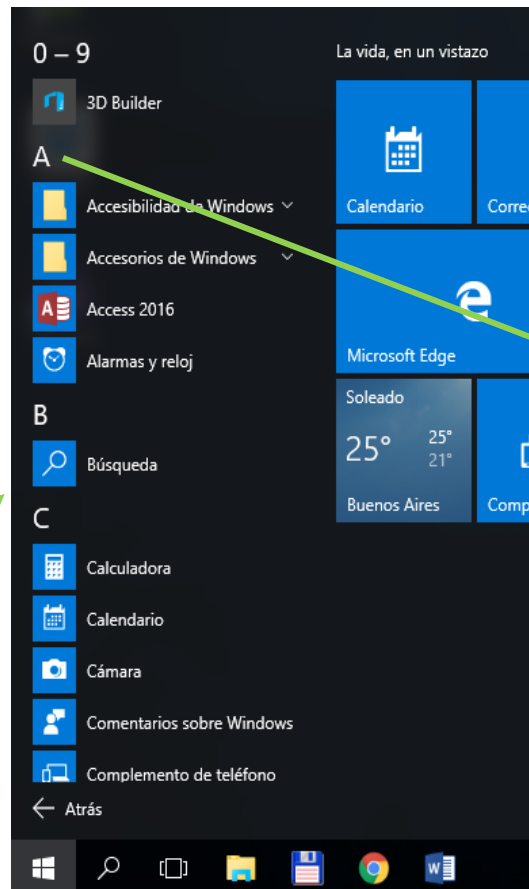 0 – 9
3D Builder
A
Accesibilidad de Windows
Accesorios de Windows
Access 2016
Alarmas y reloj
B
Búsqueda
C
Calculadora
Calendario
Cámara
Comentarios sobre Windows
Complemento de teléfono
Atrás
La vida, en un vistazo
Calendario
Corre
Microsoft Edge
Soleado
25° 25°
21°
Buenos Aires
Comp